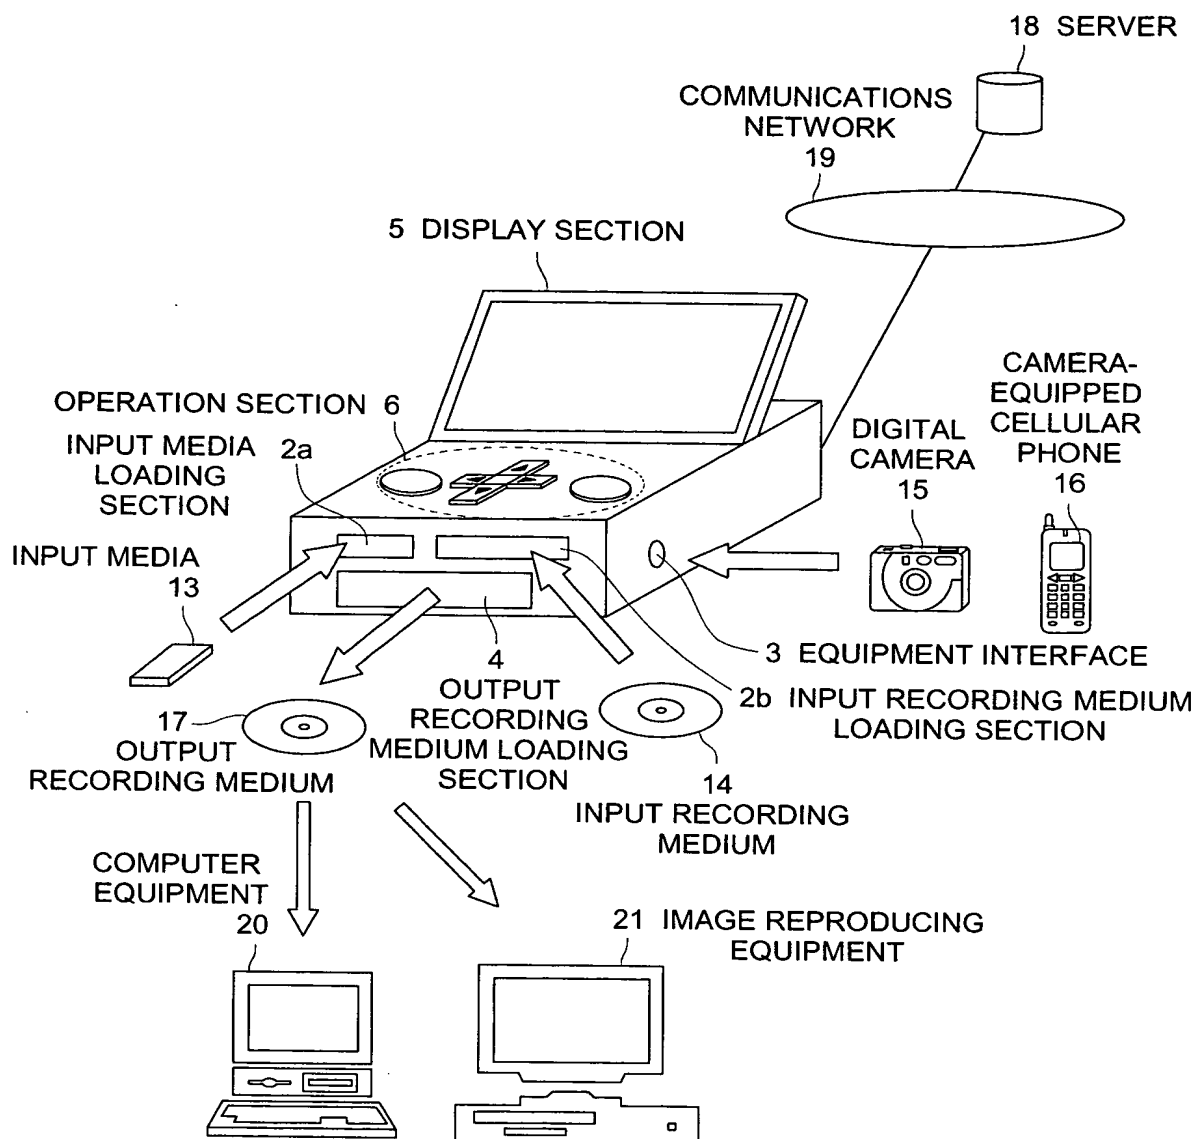 18 SERVER
COMMUNICATIONS
NETWORK
19
5 DISPLAY SECTION
OPERATION SECTION 6
INPUT MEDIA
LOADING
SECTION
2a
CAMERA-
EQUIPPED
CELLULAR
PHONE
16
DIGITAL
CAMERA
15
INPUT MEDIA
13
3 EQUIPMENT INTERFACE
2b INPUT RECORDING MEDIUM
LOADING SECTION
4
OUTPUT
RECORDING
MEDIUM LOADING
SECTION
17
OUTPUT
RECORDING MEDIUM
14
INPUT RECORDING
MEDIUM
COMPUTER
EQUIPMENT
20
21 IMAGE REPRODUCING
EQUIPMENT